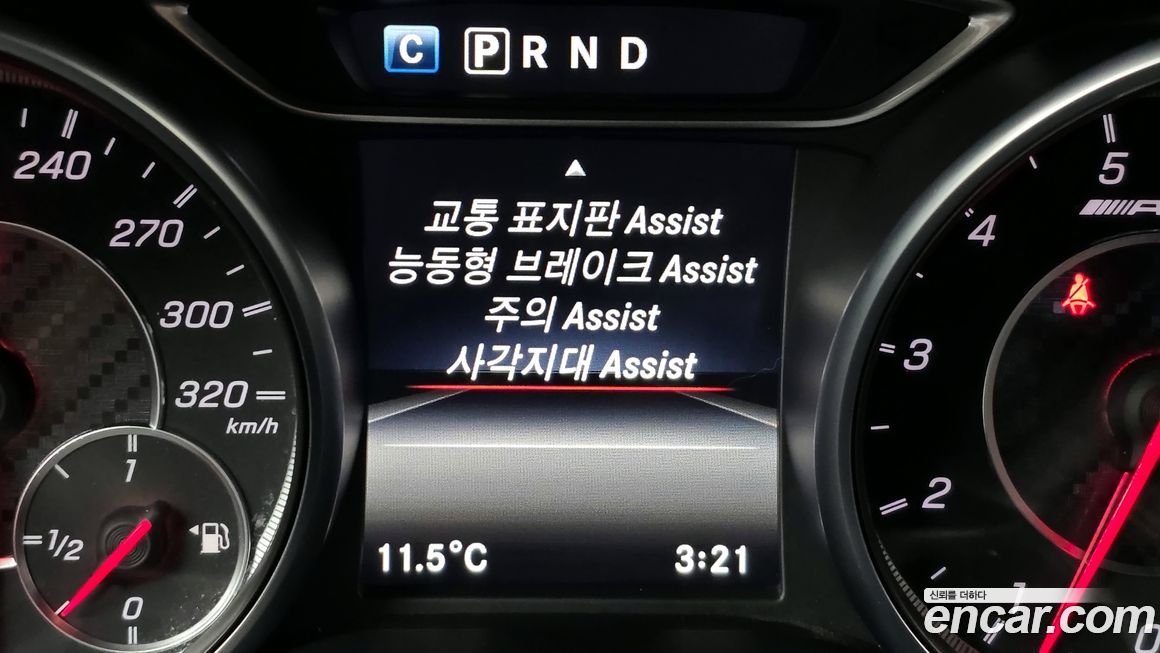 C P R N D
240
270
300
320
km/h
1
1/2
0
교통 표지판 Assist
능동형 브레이크 Assist
주의 Assist
사각지대 Assist
11.5°C
3:21
5
4
3
2
1
0
신뢰를 더하다
encar.com